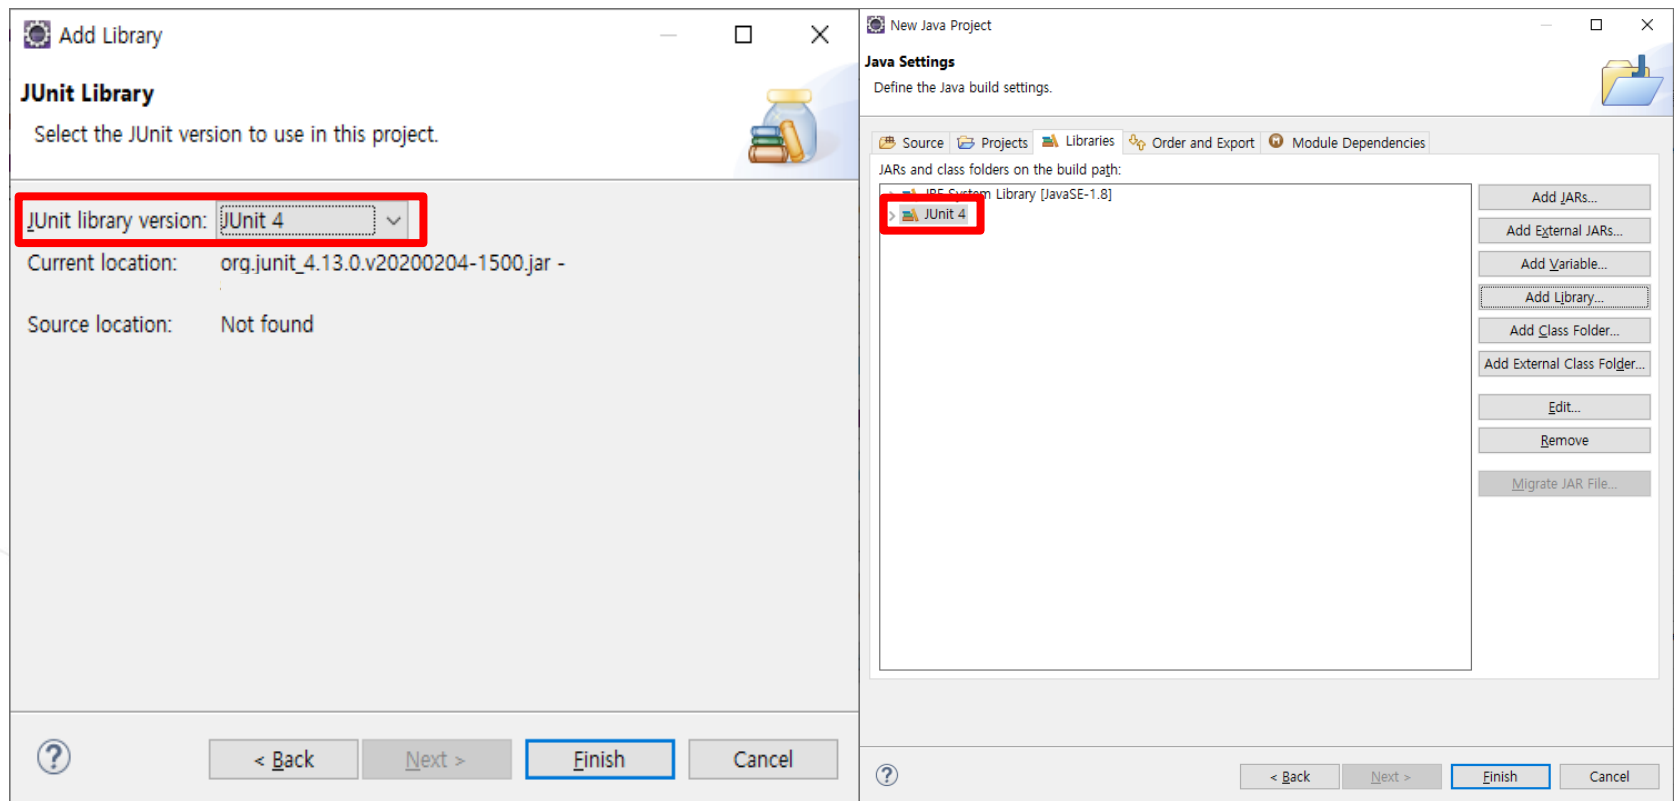 Add Library
JUnit Library
Select the JUnit version to use in this project.
JUnit library version: JUnit 4
Current location: org.junit_4.13.0.v20200204-1500.jar -
Source location: Not found
< Back Next > Finish Cancel
New Java Project
Java Settings
Define the Java build settings.
Source Projects Libraries Order and Export Module Dependencies
JARs and class folders on the build path:
JRE System Library [JavaSE-1.8]
JUnit 4
Add JARs...
Add External JARs...
Add Variable...
Add Library...
Add Class Folder...
Add External Class Folder...
Edit...
Remove
Migrate JAR File...
< Back Next > Finish Cancel